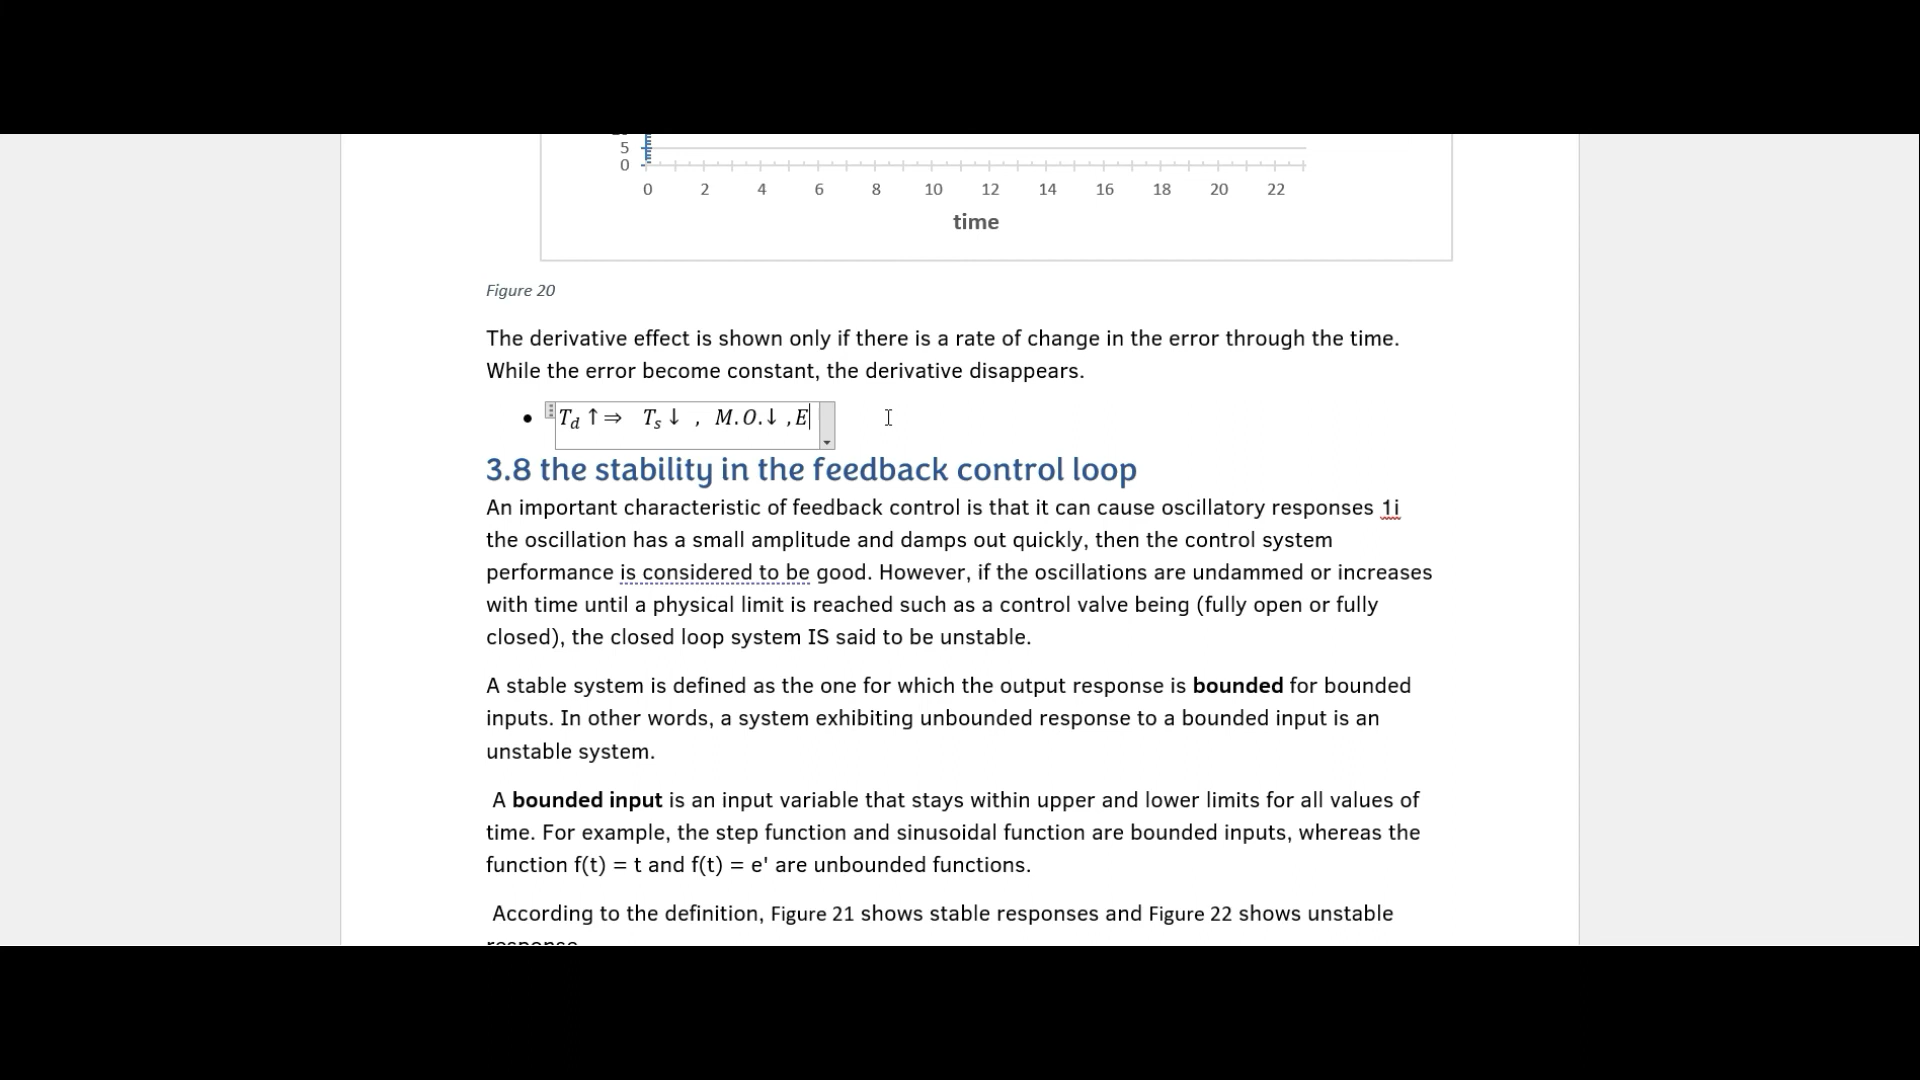 5
0
0 2 4 6 8 10 12 14 16 18 20 22
time
Figure 20
The derivative effect is shown only if there is a rate of change in the error through the time.
While the error become constant, the derivative disappears.
• T_d ↑⇒ T_s ↓ , M.O.↓ ,E
3.8 the stability in the feedback control loop
An important characteristic of feedback control is that it can cause oscillatory responses 1i
the oscillation has a small amplitude and damps out quickly, then the control system
performance is considered to be good. However, if the oscillations are undammed or increases
with time until a physical limit is reached such as a control valve being (fully open or fully
closed), the closed loop system IS said to be unstable.
A stable system is defined as the one for which the output response is bounded for bounded
inputs. In other words, a system exhibiting unbounded response to a bounded input is an
unstable system.
A bounded input is an input variable that stays within upper and lower limits for all values of
time. For example, the step function and sinusoidal function are bounded inputs, whereas the
function f(t) = t and f(t) = e' are unbounded functions.
According to the definition, Figure 21 shows stable responses and Figure 22 shows unstable